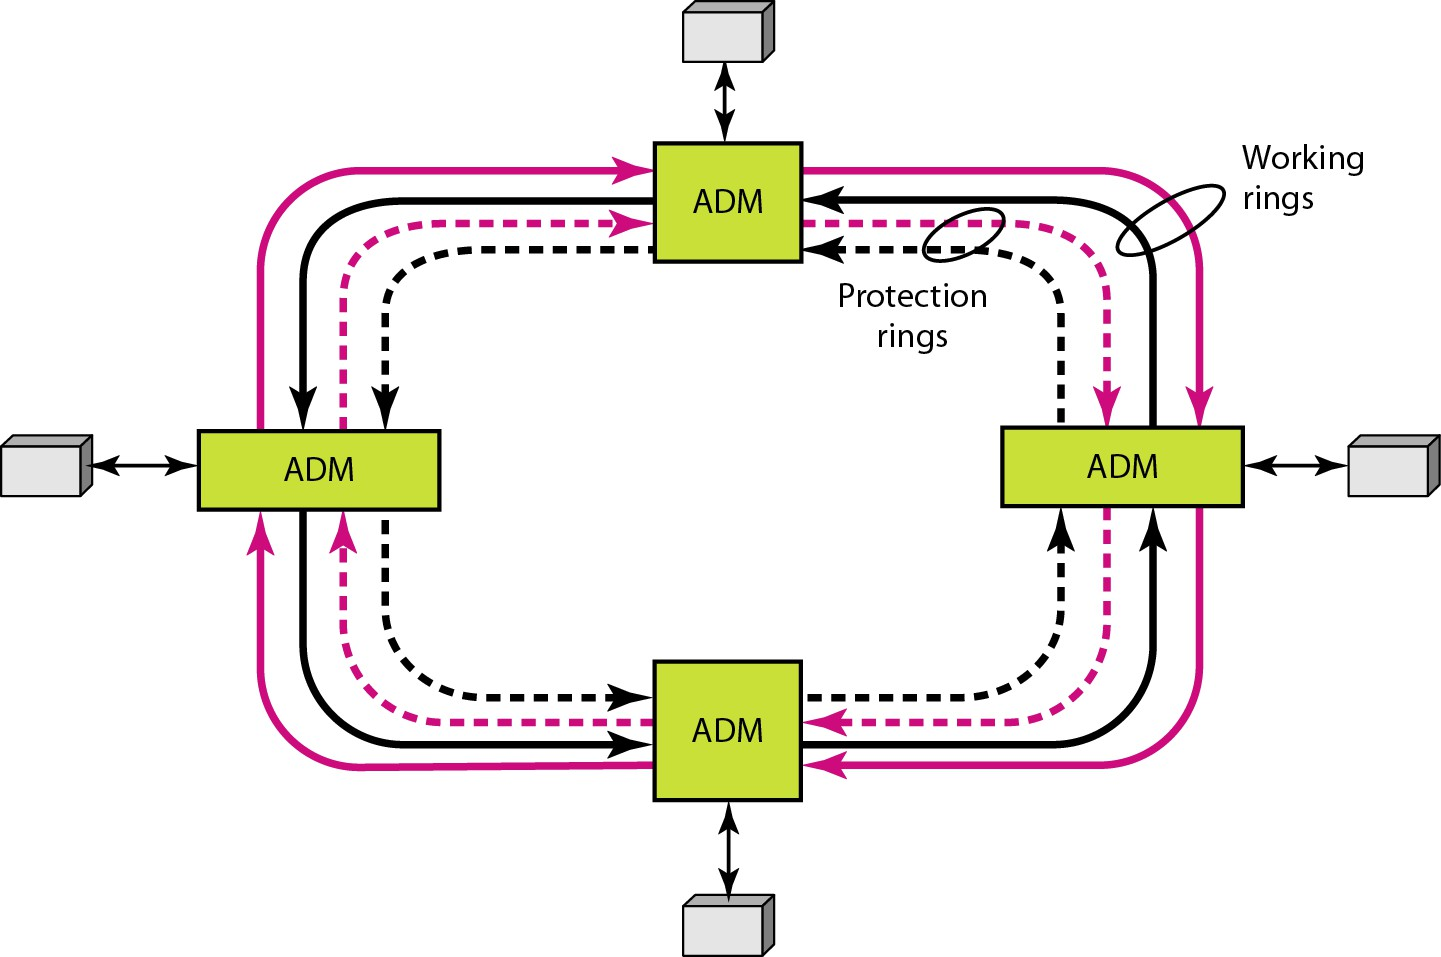 ADM
Working
rings
Protection
rings
ADM
ADM
ADM